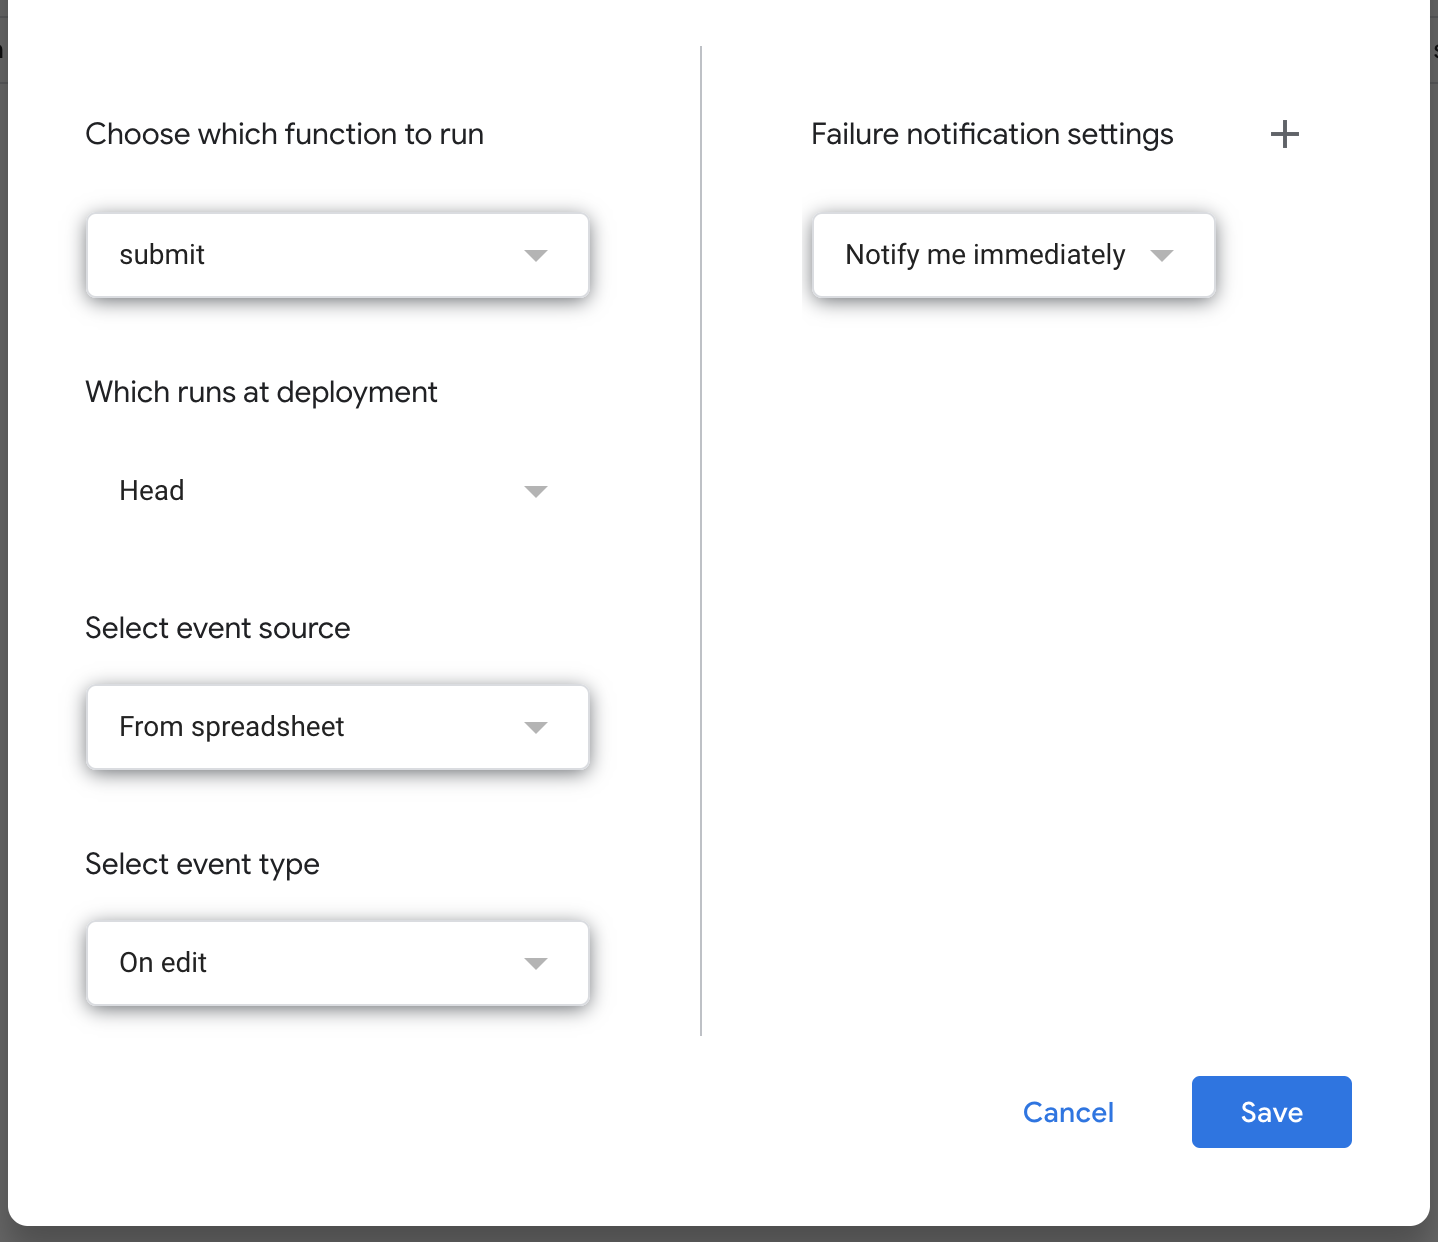 Choose which function to run
submit
Which runs at deployment
Head
Select event source
From spreadsheet
Select event type
On edit
Failure notification settings
Notify me immediately
Cancel
Save